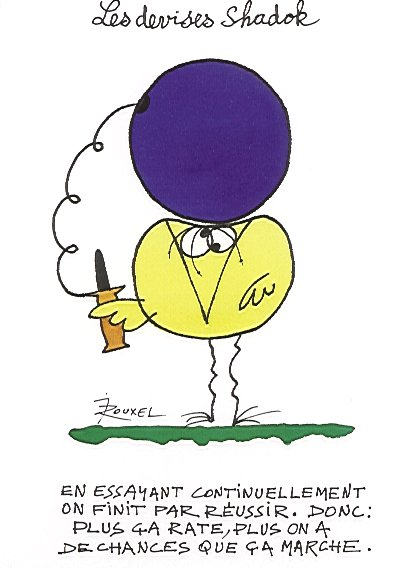 Les devises Shadok
ROUXEL
EN ESSAYANT CONTINUELLEMENT
ON FINIT PAR RÉUSSIR. DONC:
PLUS ÇA RATE, PLUS ON A
DE CHANCES QUE ÇA MARCHE.